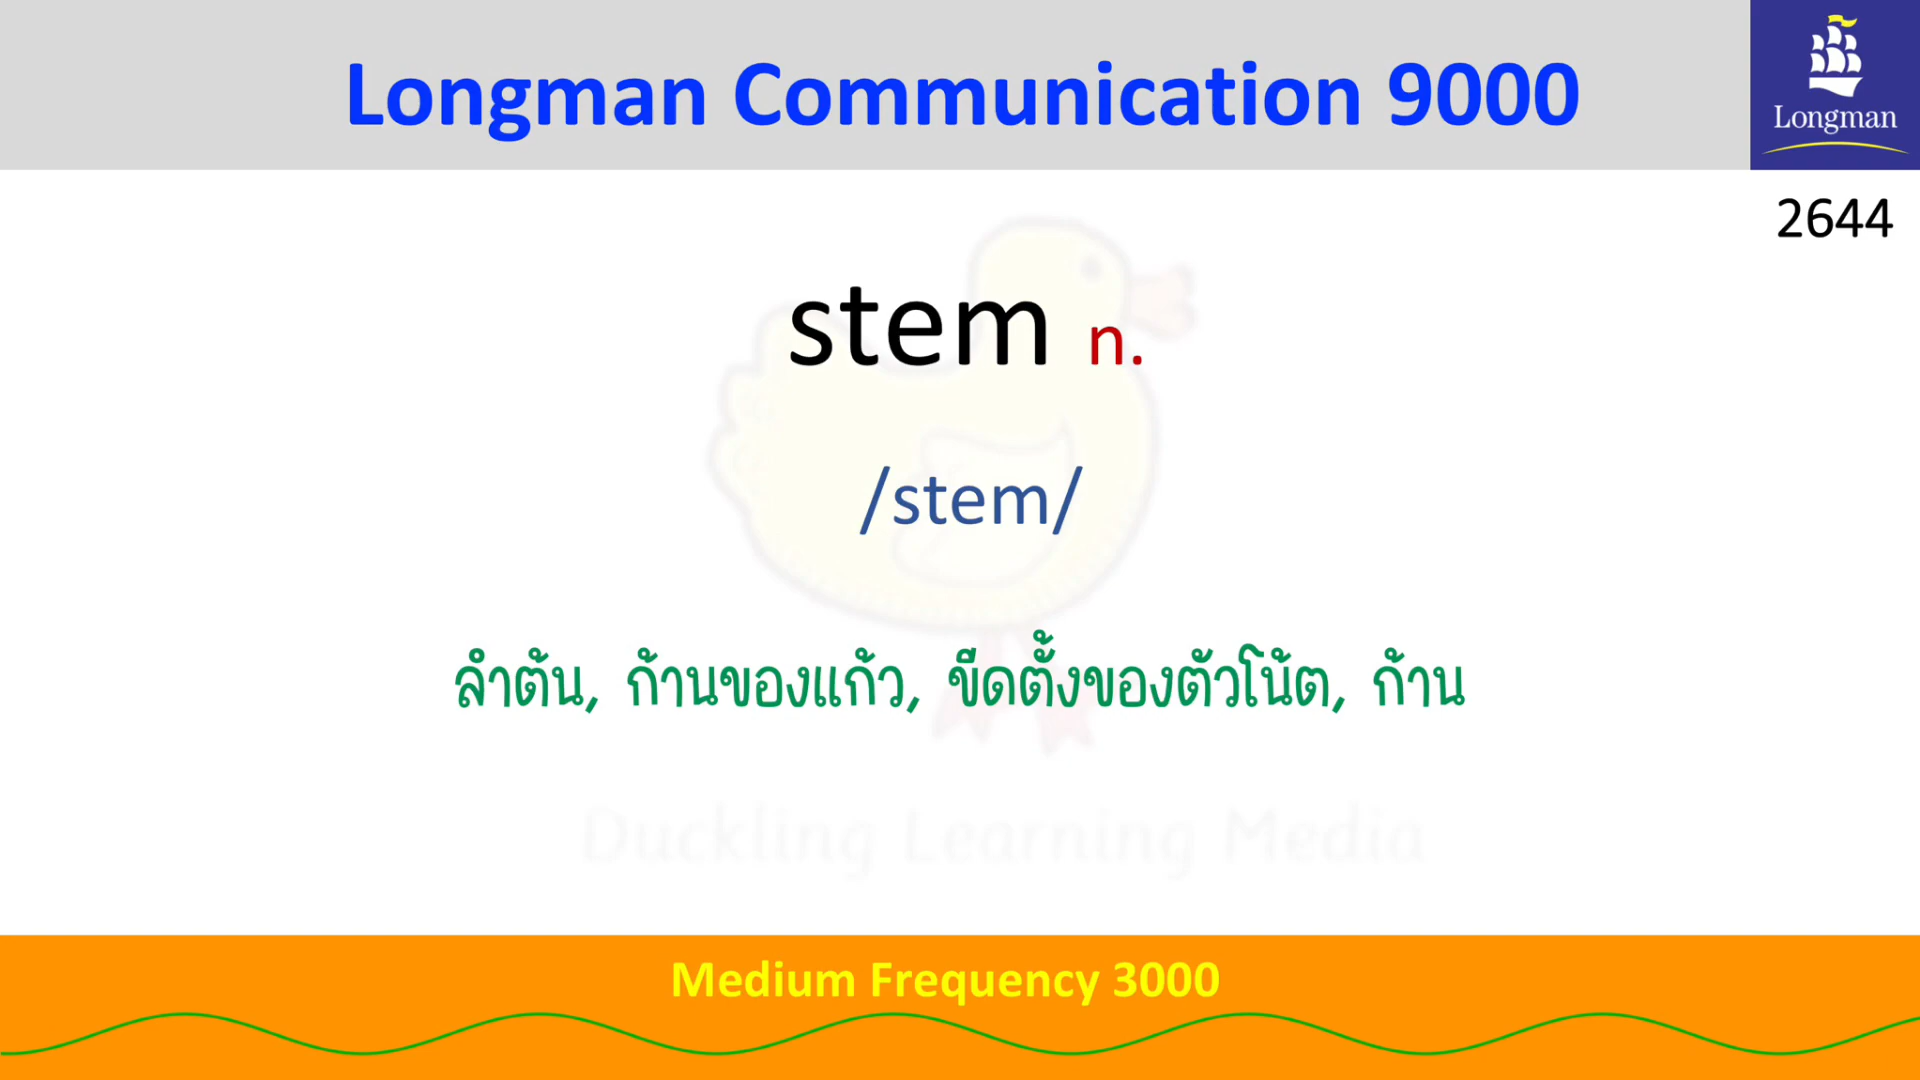 Longman Communication 9000
Longman
2644
stem n.
/stem/
ลำต้น, ก้านของแก้ว, ขีดตั้งของตัวโน้ต, ก้าน
Duckling Learning Media
Medium Frequency 3000